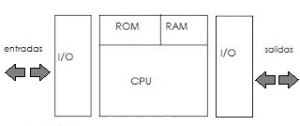 ROM RAM
entradas I/O I/O salidas
CPU